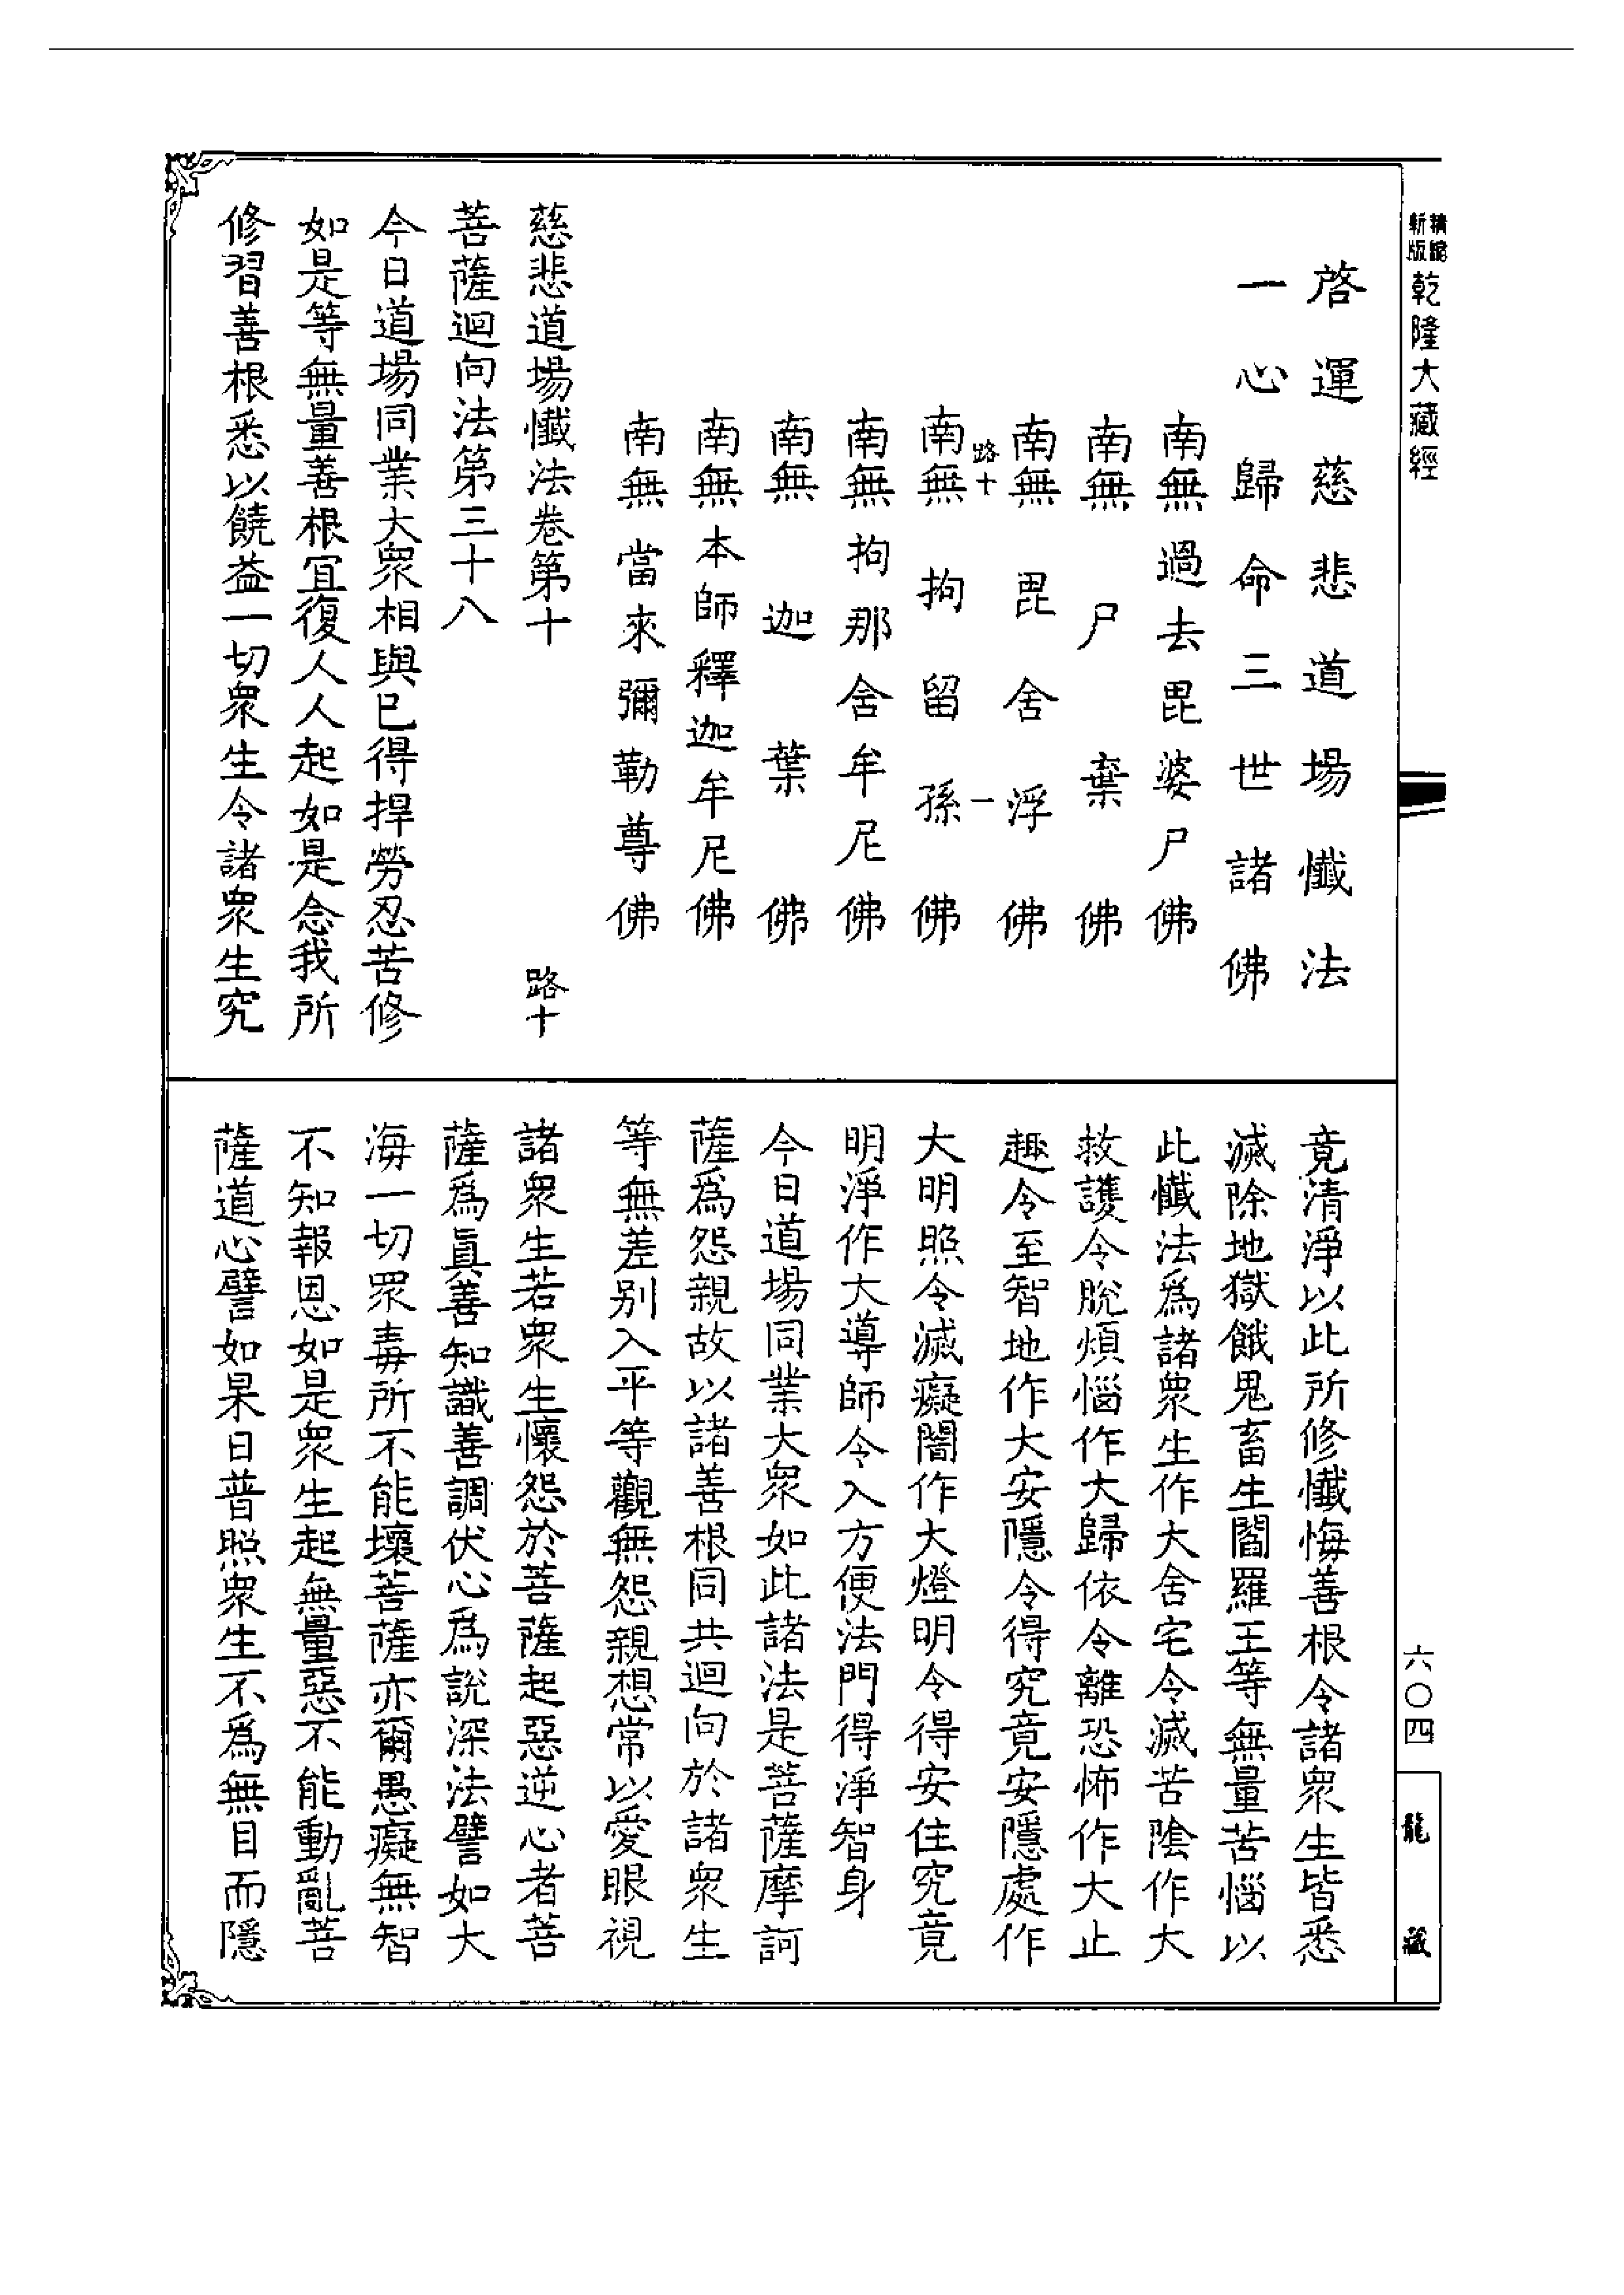 精縮
新版
乾隆大藏經
啓運慈悲道場懺法
一心歸命三世諸佛
南無過去毘婆尸佛
南無尸棄佛
南無毘舍浮佛
路十 一
南無拘留孫佛
南無拘那含牟尼佛
南無迦葉佛
南無本師釋迦牟尼佛
南無當來彌勒尊佛
慈悲道場懺法卷第十 路十
菩薩迴向法第三十八
今日道場同業大眾相與已得捍勞忍苦修
如是等無量善根宜復人人起如是念我所
修習善根悉以饒益一切眾生令諸眾生究
竟清淨以此所修懺悔善根令諸眾生皆悉
滅除地獄餓鬼畜生閻羅王等無量苦惱以
此懺法爲諸眾生作大舍宅令滅苦陰作大
救護令脫煩惱作大歸依令離恐怖作大止
趣令至智地作大安隱令得究竟安隱處作
大明照令滅癡闇作大燈明令得安住究竟
明淨作大導師令入方便法門得淨智身
今日道場同業大眾如此諸法是菩薩摩訶
薩爲怨親故以諸善根同共迴向於諸眾生
等無差别入平等觀無怨親想常以愛眼視
諸眾生若眾生懷怨於菩薩起惡逆心者菩
薩爲眞善知識善調伏心爲說深法譬如大
海一切眾毒所不能壞菩薩亦爾愚癡無智
不知報恩如是眾生起無量惡不能動亂菩
薩道心譬如杲日普照眾生不爲無目而隱
六〇四
龍藏